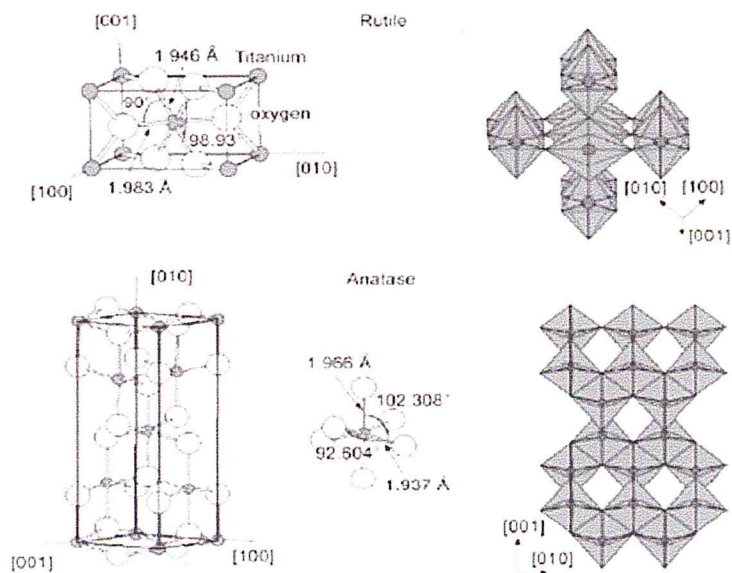 [001]
Rutile
1.946 Å
Titanium
90
oxygen
98.93
[010]
[100]
1.983 Å
[010]
[100]
[001]
[010]
Anatase
1.966 Å
102.308°
92.604
1.937 Å
[001]
[100]
[001]
[010]